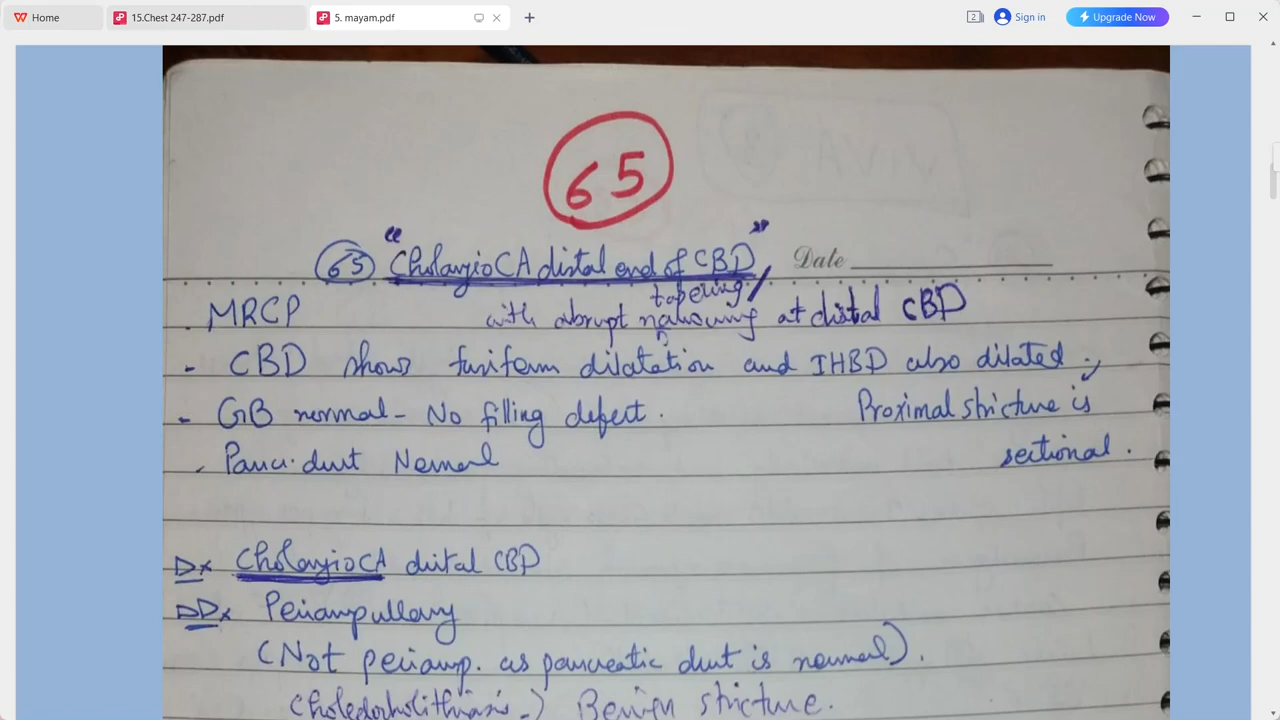 Home
15.Chest 247-287.pdf
5. mayam.pdf
2
Sign in
Upgrade Now
65
65 "CholangioCA distal end of CBD"
Date
tapering
MRCP with abrupt narrowing at distal CBD
- CBD shows fusiform dilatation and IHBD also dilated.
- GB normal - No filling defect. Proximal stricture is
sectional.
- Panc. duct Normal
Dx CholangioCA distal CBD
DDx Periampullary
(Not periamp. as pancreatic duct is normal).
Choledocholithiasis -) Benign stricture.